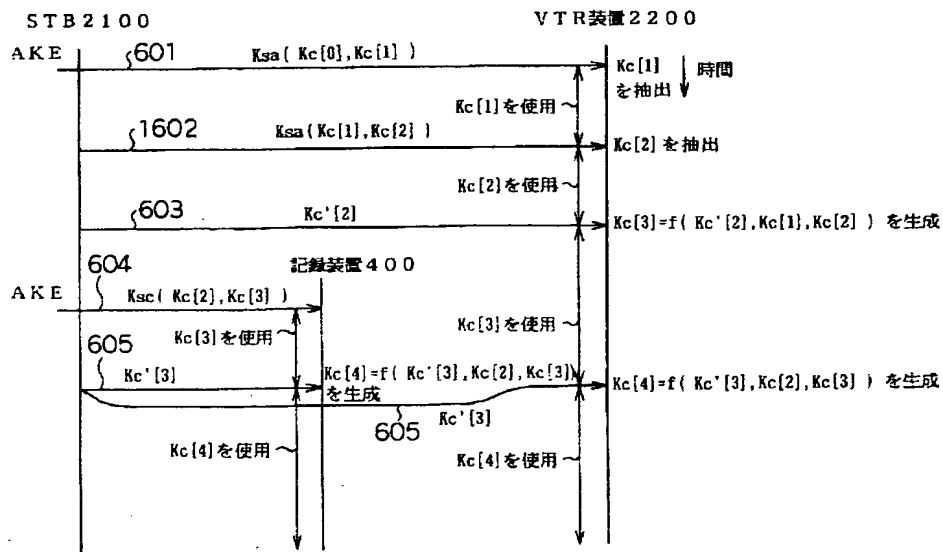 STB2100
VTR装置2200
AKE
601
Ksa(Kc[0],Kc[1])
Kc[1]
を抽出
時間
Kc[1]を使用
1602
Ksa(Kc[1],Kc[2])
Kc[2]を抽出
Kc[2]を使用
603
Kc'[2]
Kc[3]=f(Kc'[2],Kc[1],Kc[2])を生成
604
記録装置400
AKE
Ksc(Kc[2],Kc[3])
Kc[3]を使用
Kc[3]を使用
605
Kc'[3]
Kc[4]=f(Kc'[3],Kc[2],Kc[3])
を生成
Kc[4]=f(Kc'[3],Kc[2],Kc[3])を生成
605
Kc'[3]
Kc[4]を使用
Kc[4]を使用